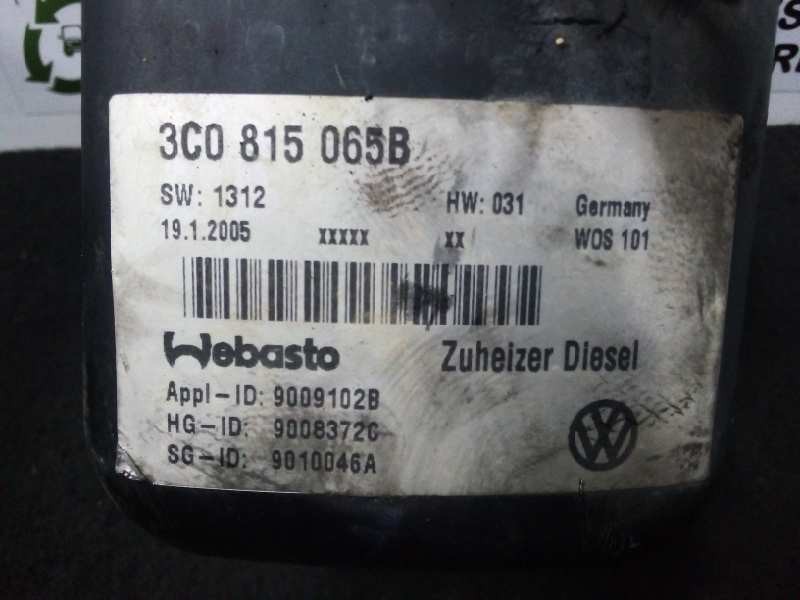 3C0 815 065B
SW: 1312 HW: 031 Germany
19.1.2005 xxxxx xx WOS 101
Webasto Zuheizer Diesel
Appl-ID: 9009102B
HG-ID: 9008372C
SG-ID: 9010046A
VW